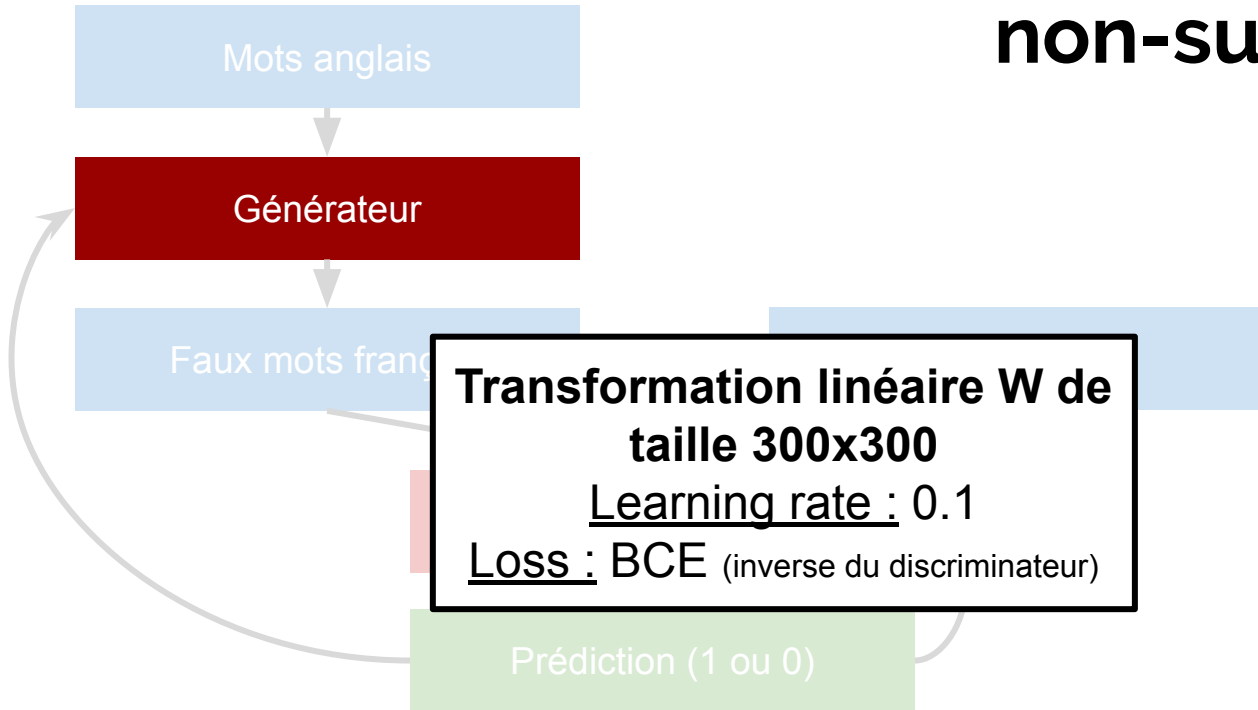 non-su
Mots anglais
Générateur
Faux mots franç
Transformation linéaire W de
taille 300x300
Learning rate : 0.1
Loss : BCE (inverse du discriminateur)
Prédiction (1 ou 0)